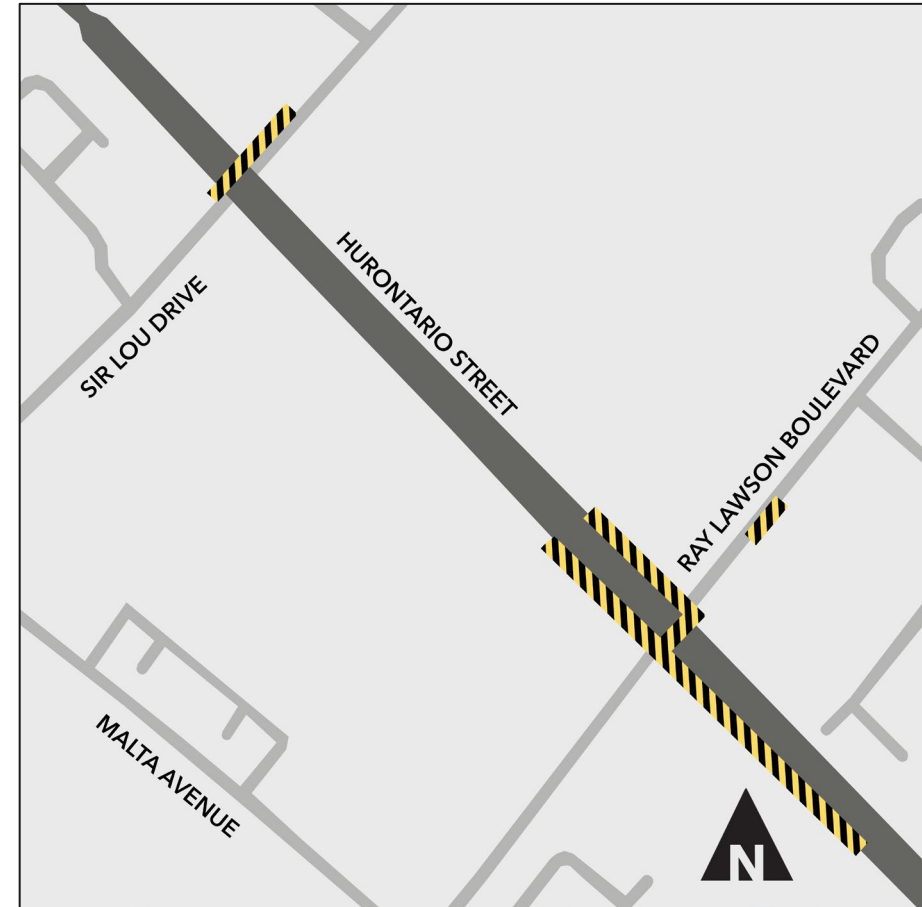 HURONTARIO STREET
SIR LOU DRIVE
RAY LAWSON BOULEVARD
MALTA AVENUE
N